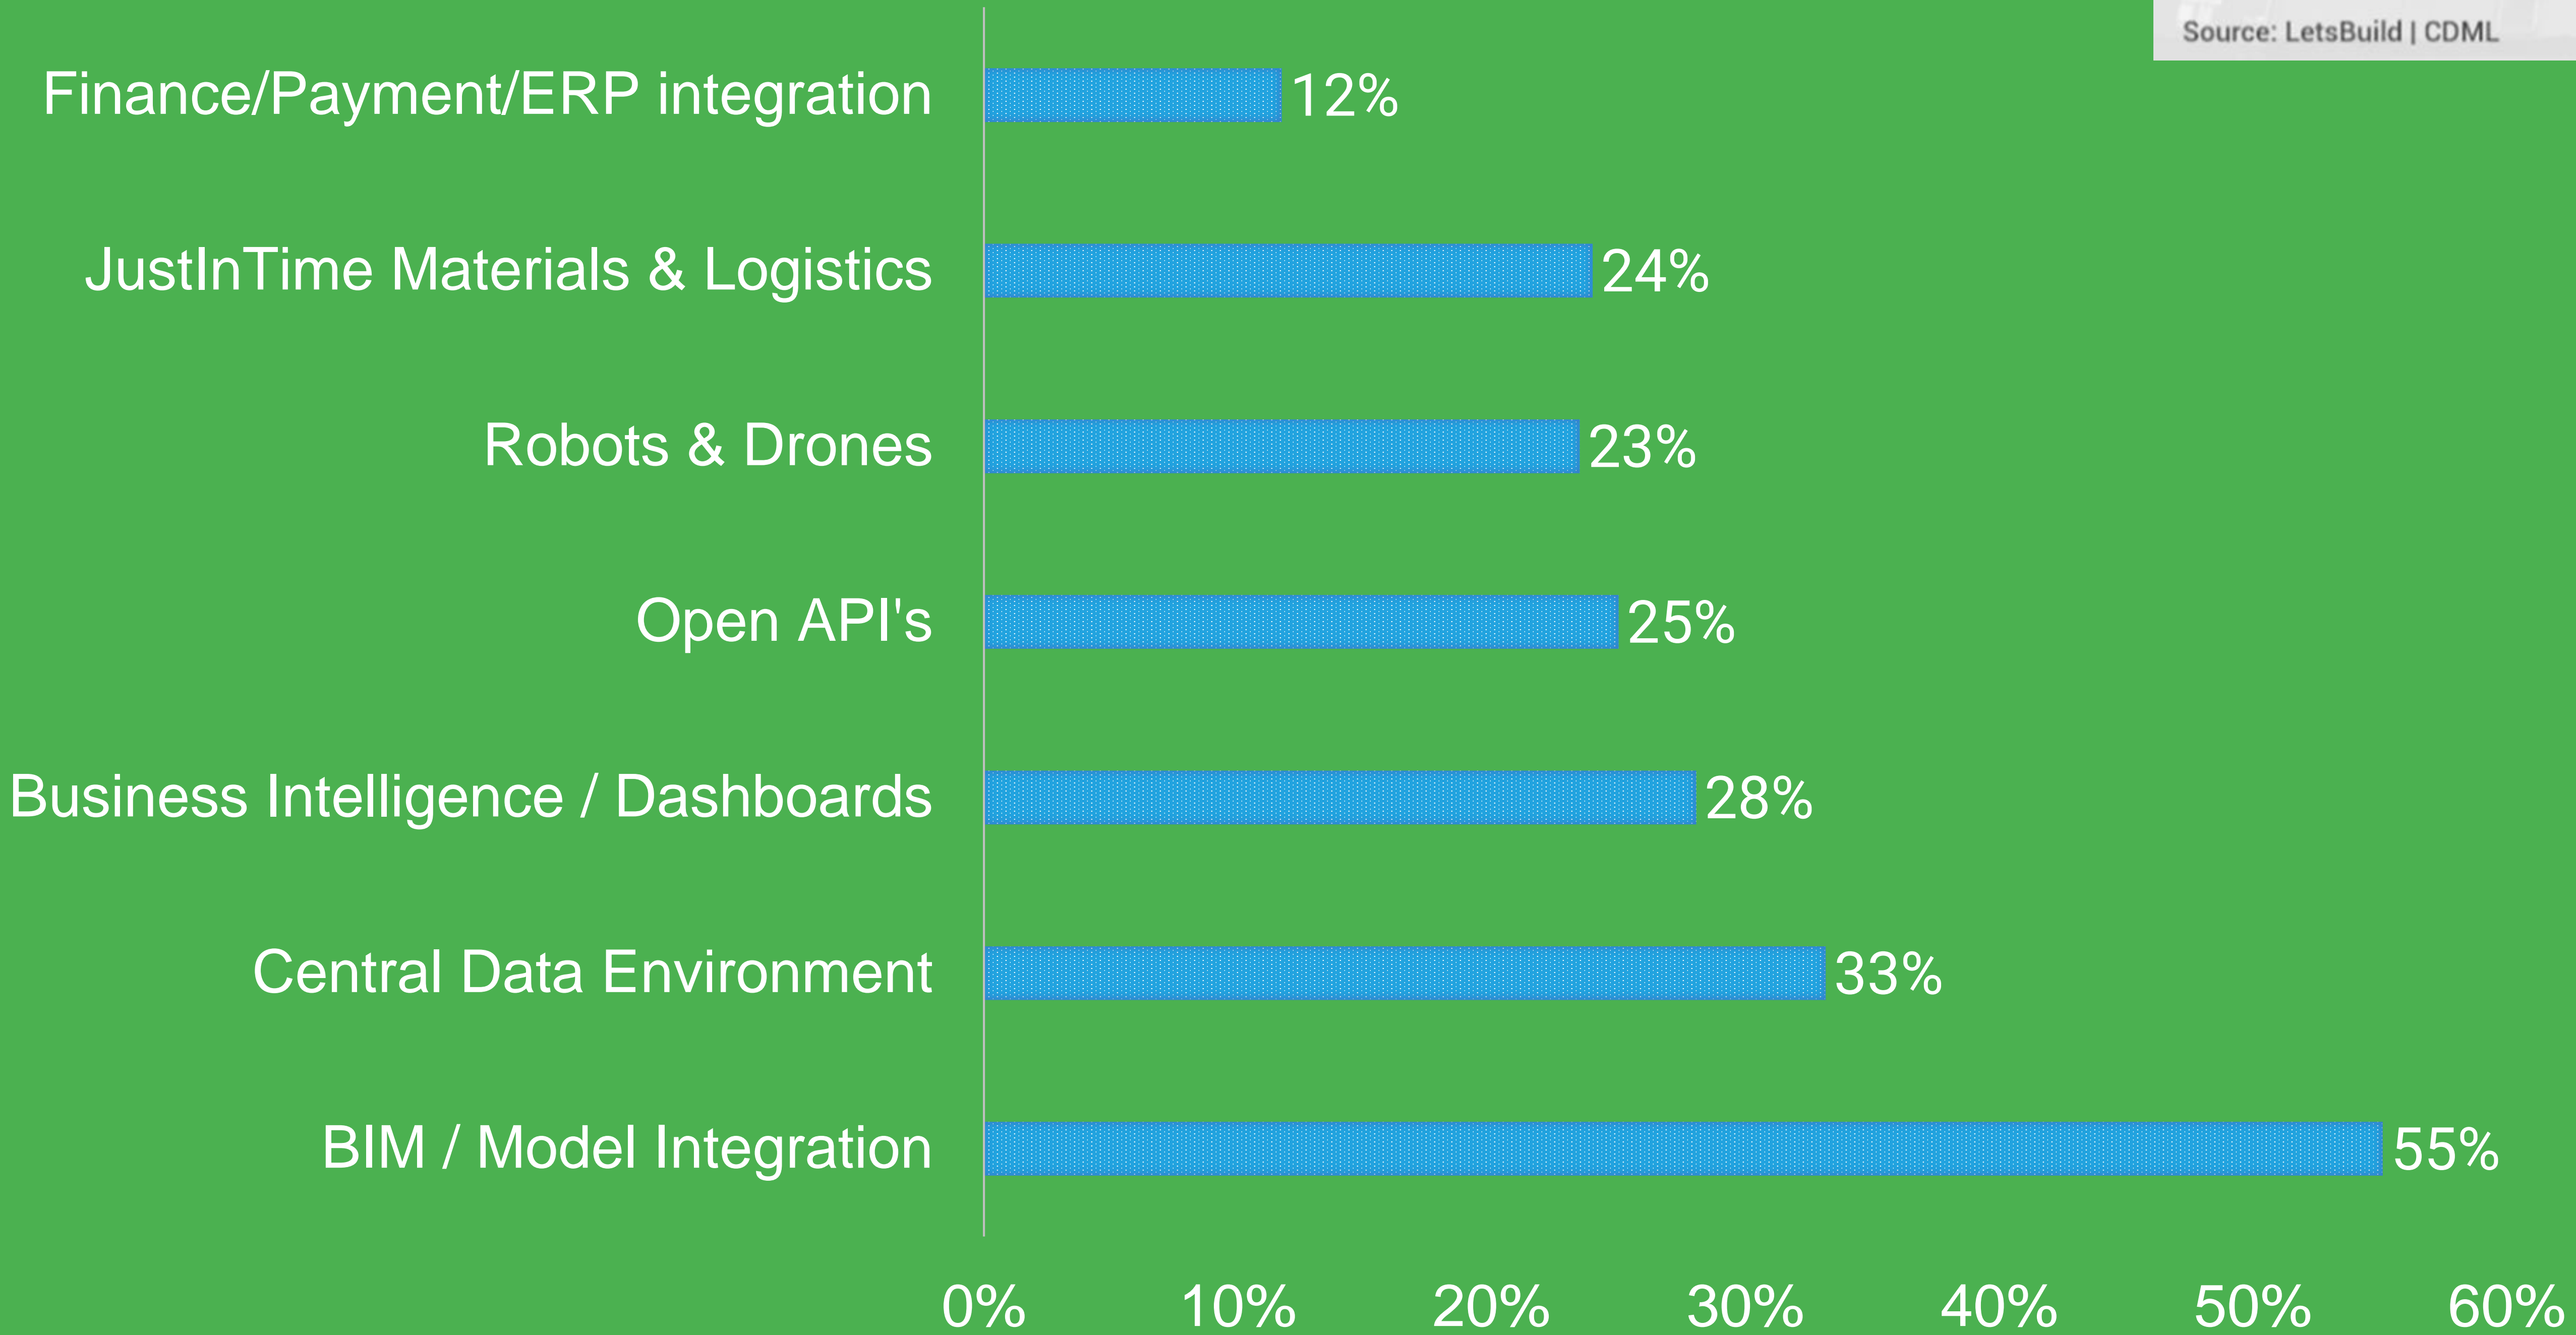 Source: LetsBuild | CDML
Finance/Payment/ERP integration 12%
JustInTime Materials & Logistics 24%
Robots & Drones 23%
Open API's 25%
Business Intelligence / Dashboards 28%
Central Data Environment 33%
BIM / Model Integration 55%
0% 10% 20% 30% 40% 50% 60%